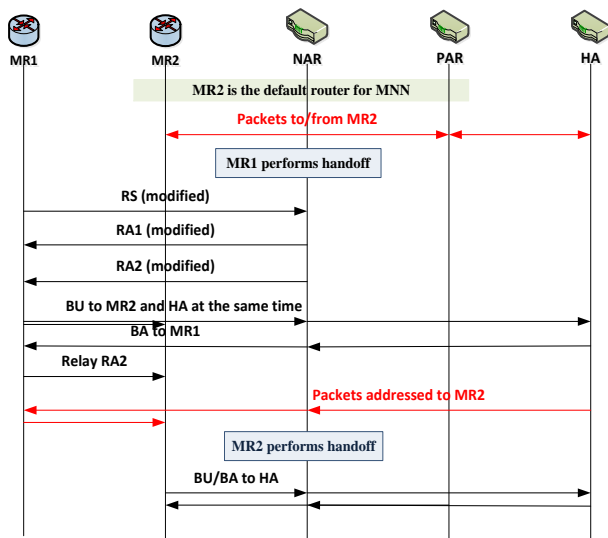 MR1
MR2
NAR
PAR
HA
MR2 is the default router for MNN
Packets to/from MR2
MR1 performs handoff
RS (modified)
RA1 (modified)
RA2 (modified)
BU to MR2 and HA at the same time
BA to MR1
Relay RA2
Packets addressed to MR2
MR2 performs handoff
BU/BA to HA